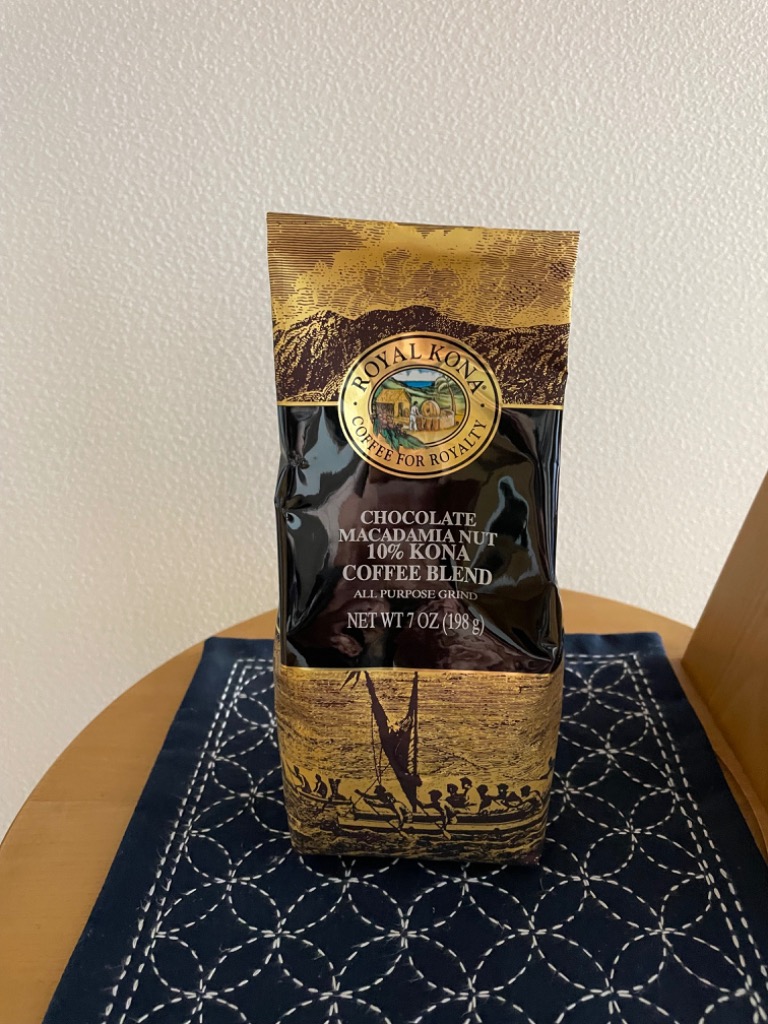 ROYAL KONA
COFFEE FOR ROYALTY
CHOCOLATE
MACADAMIA NUT
10% KONA
COFFEE BLEND
ALL PURPOSE GRIND
NET WT 7 OZ (198 g)